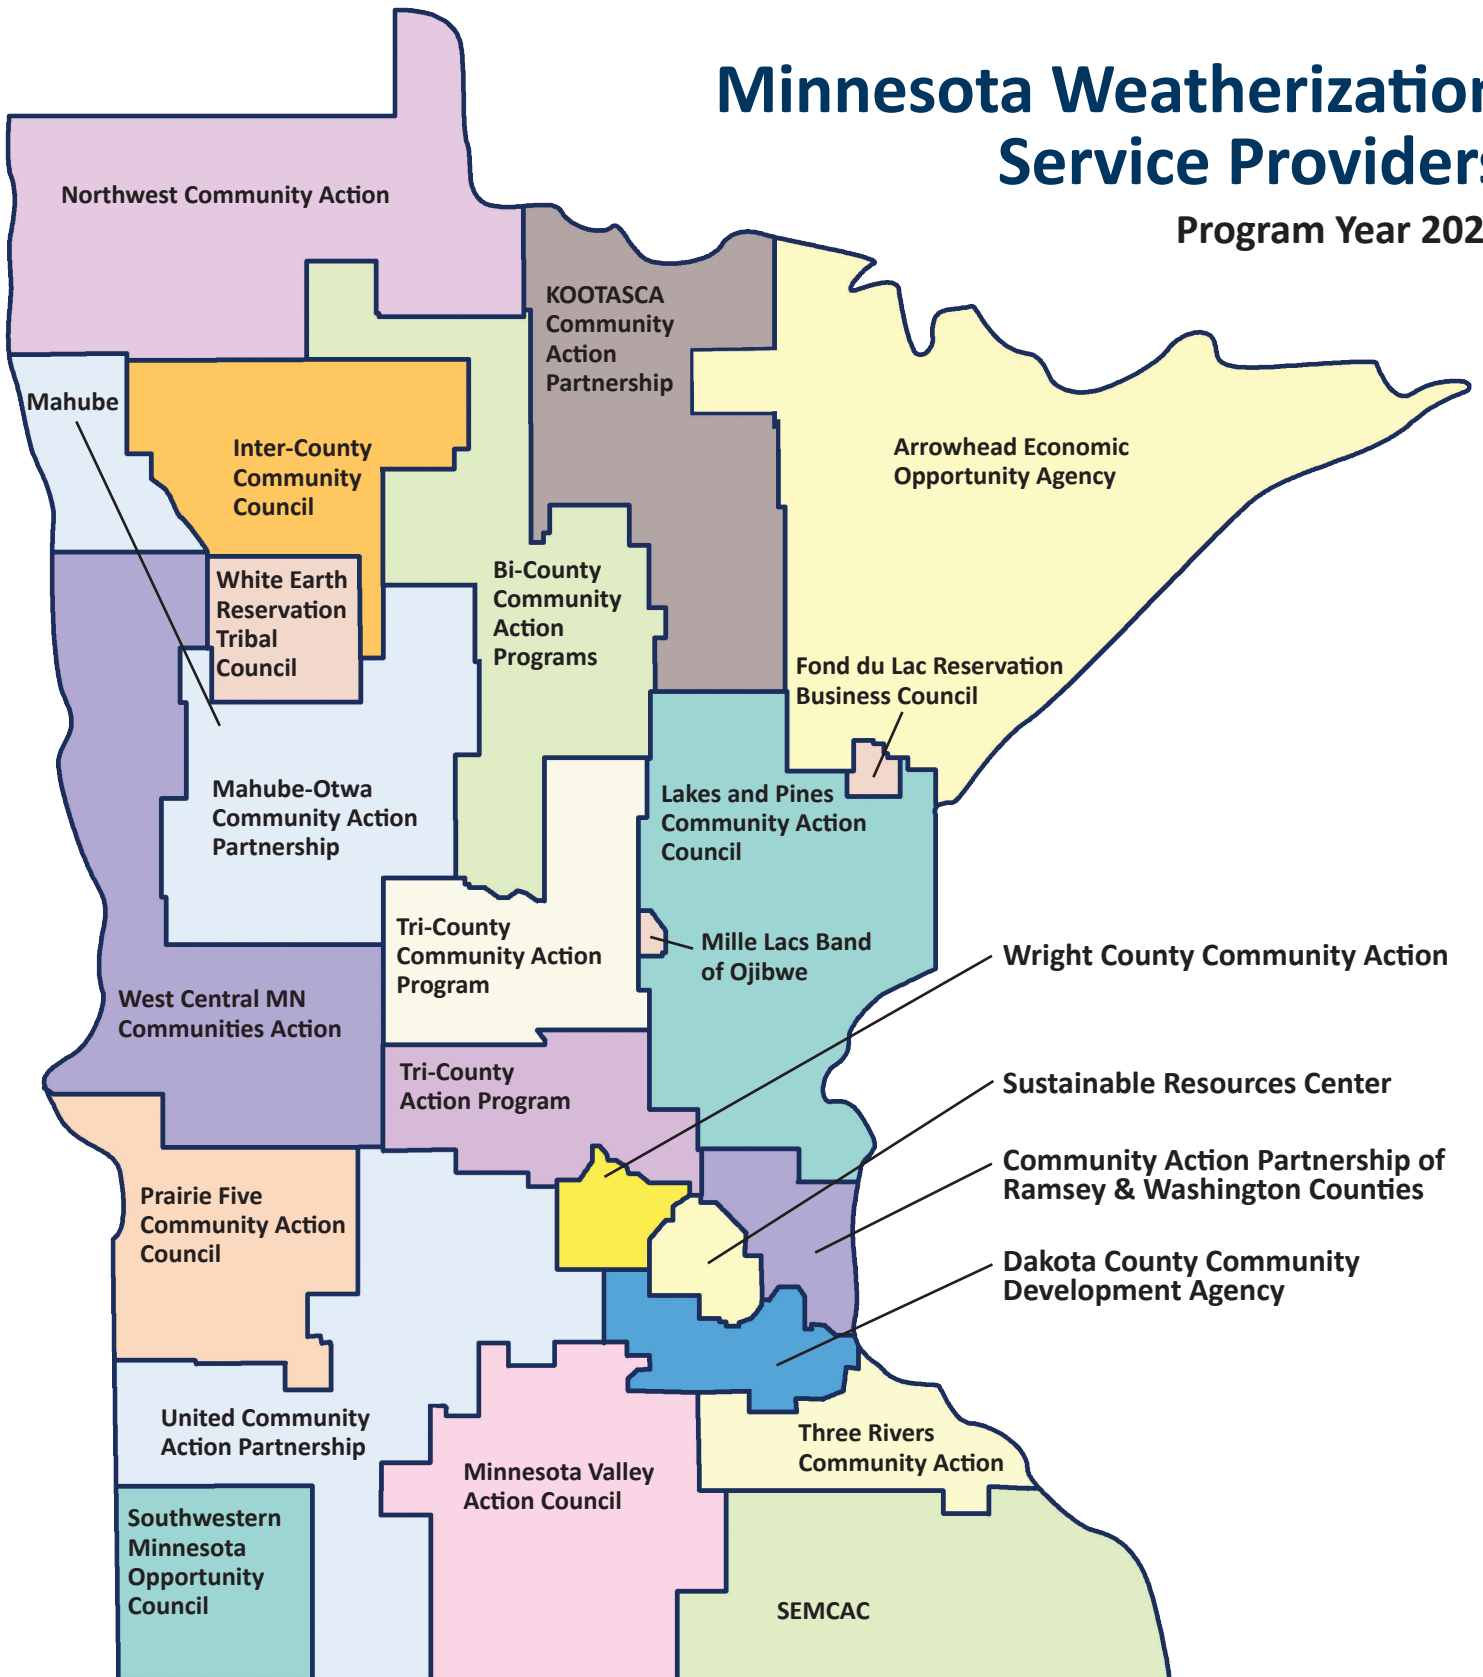 Minnesota Weatherization
Service Providers
Program Year 202
Northwest Community Action
KOOTASCA
Community
Action
Partnership
Mahube
Inter-County
Community
Council
Arrowhead Economic
Opportunity Agency
White Earth
Reservation
Tribal
Council
Bi-County
Community
Action
Programs
Fond du Lac Reservation
Business Council
Mahube-Otwa
Community Action
Partnership
Lakes and Pines
Community Action
Council
Tri-County
Community Action
Program
Mille Lacs Band
of Ojibwe
Wright County Community Action
West Central MN
Communities Action
Tri-County
Action Program
Sustainable Resources Center
Community Action Partnership of
Ramsey & Washington Counties
Prairie Five
Community Action
Council
Dakota County Community
Development Agency
United Community
Action Partnership
Three Rivers
Community Action
Minnesota Valley
Action Council
Southwestern
Minnesota
Opportunity
Council
SEMCAC